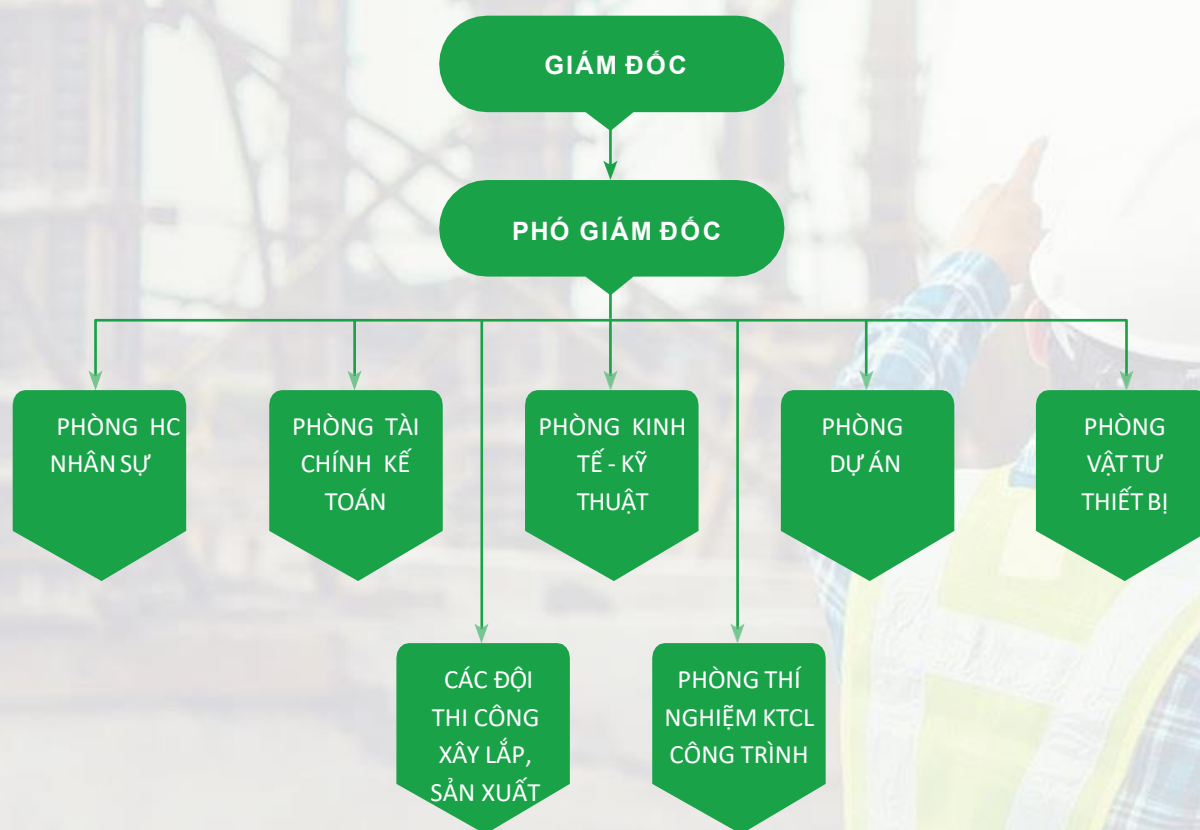 GIÁM ĐỐC
PHÓ GIÁM ĐỐC
PHÒNG HC
NHÂN SỰ
PHÒNG TÀI
CHÍNH KẾ
TOÁN
PHÒNG KINH
TẾ - KỸ
THUẬT
PHÒNG
DỰ ÁN
PHÒNG
VẬT TƯ
THIẾT BỊ
CÁC ĐỘI
THI CÔNG
XÂY LẮP,
SẢN XUẤT
PHÒNG THÍ
NGHIỆM KTCL
CÔNG TRÌNH